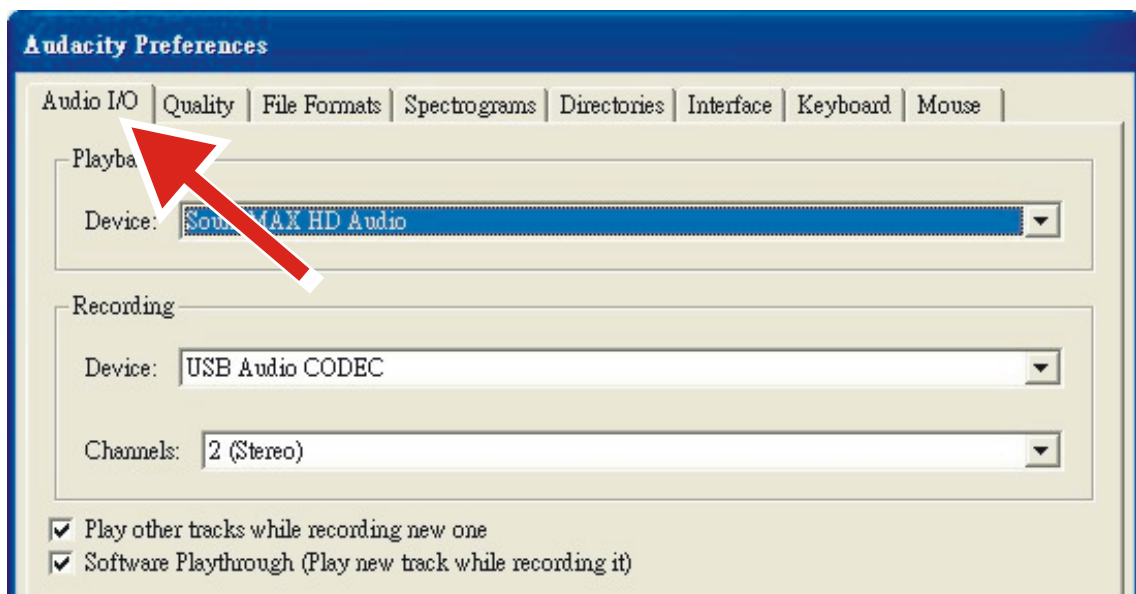 Audacity Preferences
Audio I/O Quality File Formats Spectrograms Directories Interface Keyboard Mouse
Device: HD Audio
Recording
Device: USB Audio CODEC
Channels: 2 (Stereo)
Play other tracks while recording new one
Software Playthrough (Play new track while recording it)